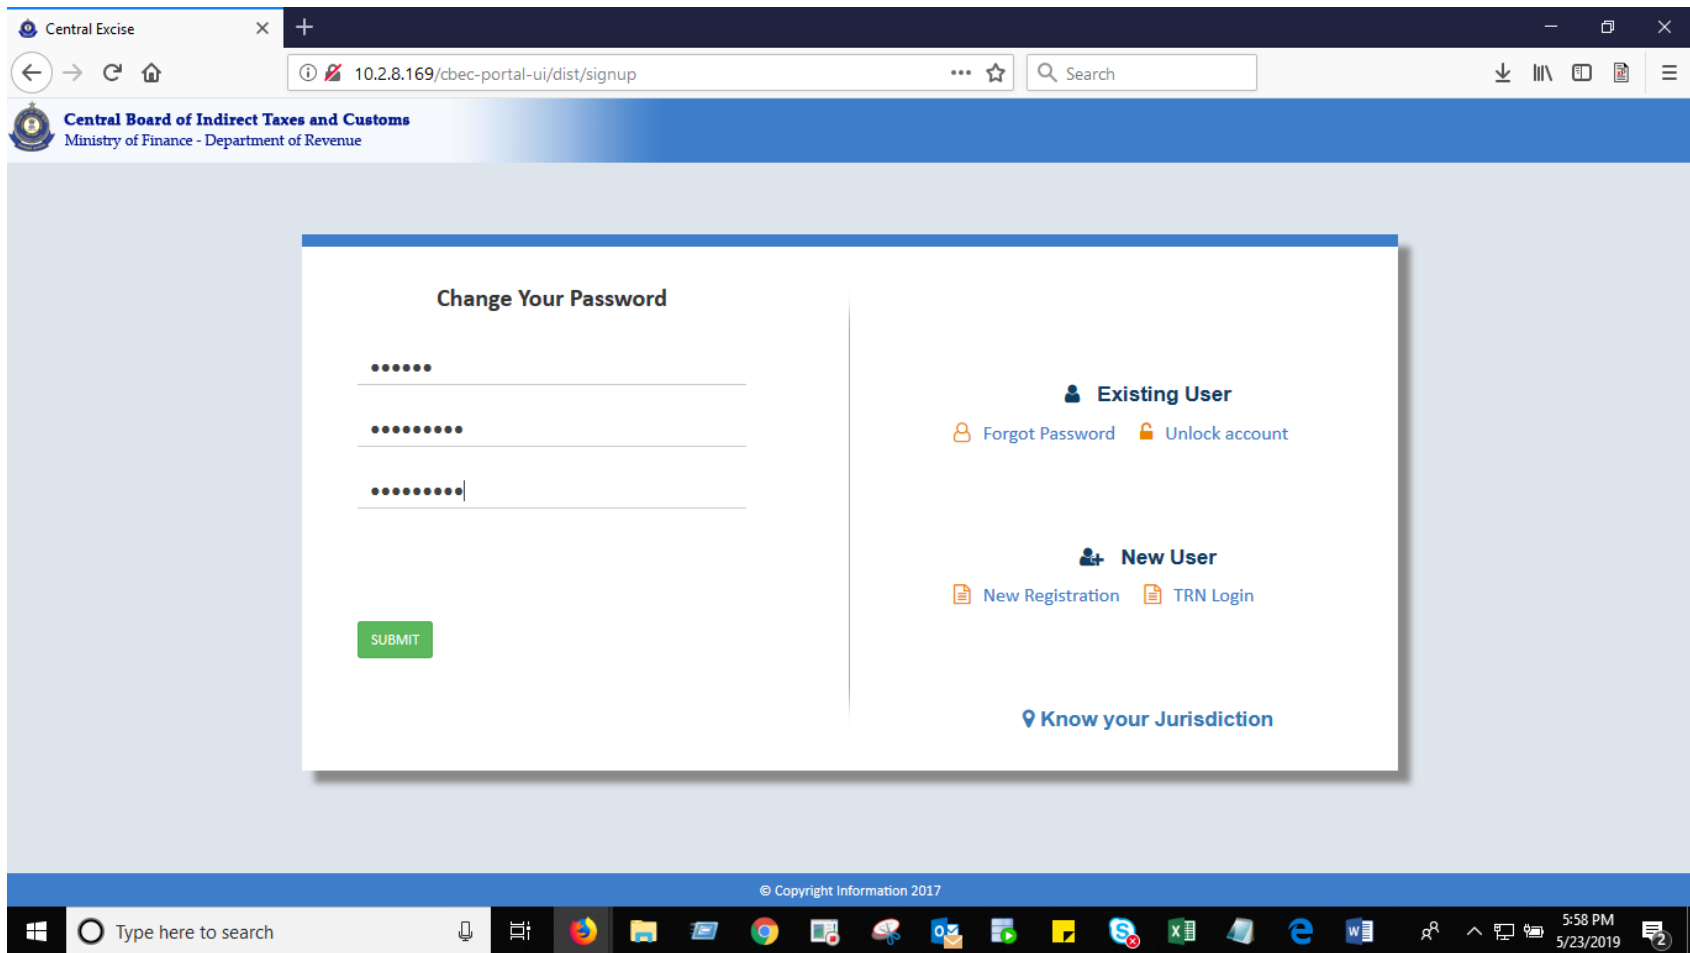 Central Excise
10.2.8.169/cbec-portal-ui/dist/signup
Search
Central Board of Indirect Taxes and Customs
Ministry of Finance - Department of Revenue
Change Your Password
••••••
•••••••••
•••••••••
SUBMIT
Existing User
Forgot Password Unlock account
New User
New Registration TRN Login
Know your Jurisdiction
© Copyright Information 2017
Type here to search
5:58 PM
5/23/2019
2